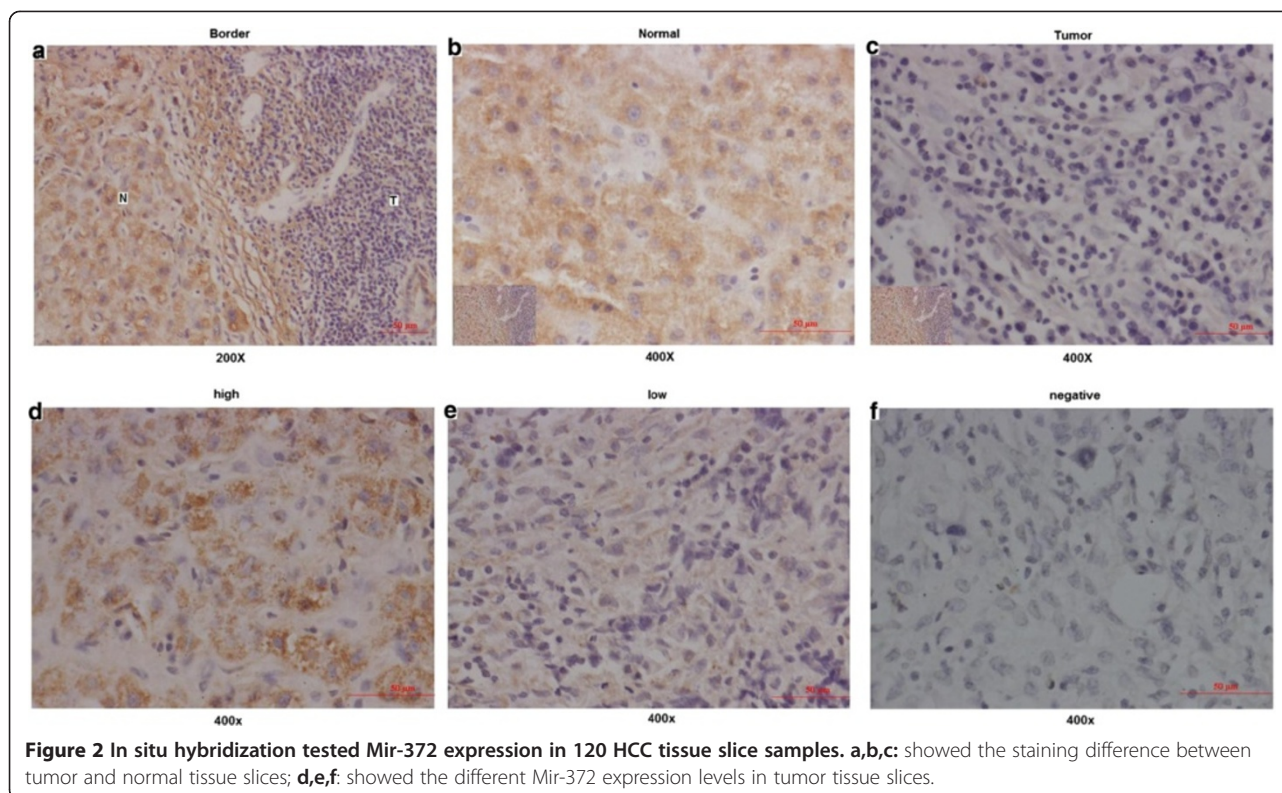 Border
Normal
Tumor
a
b
c
N
T
50 µm
50 µm
50 µm
200X
400X
400X
high
low
negative
d
e
f
50 µm
50 µm
50 µm
400x
400x
400x
Figure 2 In situ hybridization tested Mir-372 expression in 120 HCC tissue slice samples. a,b,c: showed the staining difference between
tumor and normal tissue slices; d,e,f: showed the different Mir-372 expression levels in tumor tissue slices.